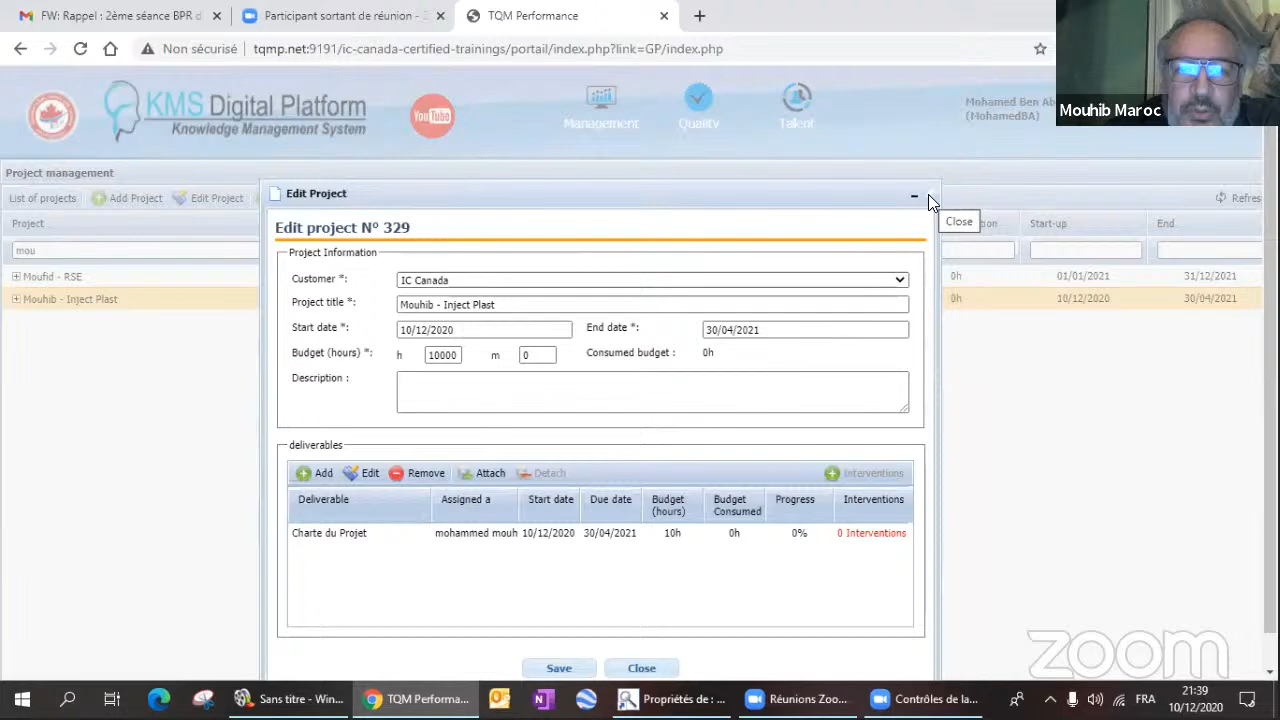 FW: Rappel : 2ème séance BPR d
Participant sortant de réunion - Z
TQM Performance
Non sécurisé
tqmp.net:9191/ic-canada-certified-trainings/portal/index.php?link=GP/index.php
KMS Digital Platform
Knowledge Management System
YouTube
Management
Quality
Talent
Mohamed Ben Ab
(MohamedBA)
Mouhib Maroc
Project management
List of projects
Add Project
Edit Project
Refres
Project
Start-up
End
mou
Moufid - RSE
0h
01/01/2021
31/12/2021
Mouhib - Inject Plast
0h
10/12/2020
30/04/2021
Edit Project
Close
Edit project N° 329
Project Information
Customer *:
IC Canada
Project title *:
Mouhib - Inject Plast
Start date *:
10/12/2020
End date *:
30/04/2021
Budget (hours) *:
h
10000
m
0
Consumed budget :
0h
Description :
deliverables
Add
Edit
Remove
Attach
Detach
Interventions
Deliverable
Assigned a
Start date
Due date
Budget (hours)
Budget Consumed
Progress
Interventions
Charte du Projet
mohammed mouh
10/12/2020
30/04/2021
10h
0h
0%
0 Interventions
Save
Close
zoom
Sans titre - Win...
TQM Performa...
Propriétés de : ...
Réunions Zoo...
Contrôles de la...
FRA
21:39
10/12/2020